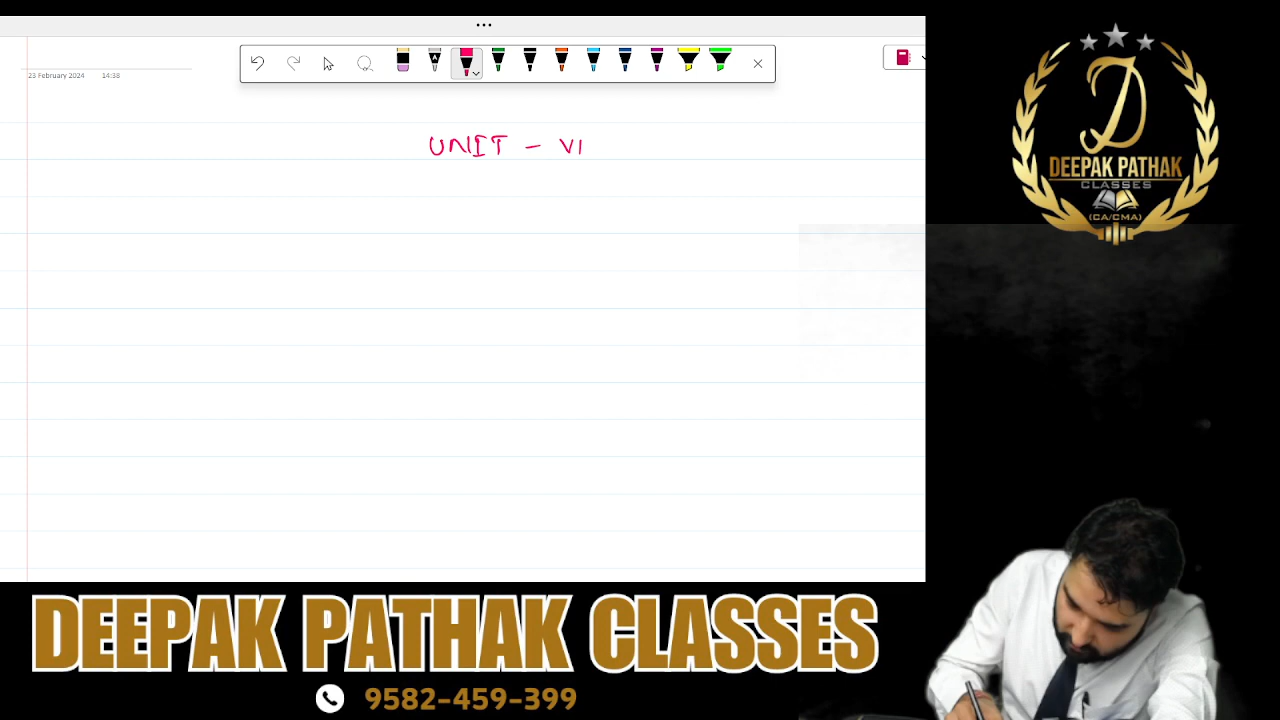 23 February 2024 14:38
UNIT - VI
D
DEEPAK PATHAK
CLASSES
(CA/CMA)
DEEPAK PATHAK CLASSES
9582-459-399